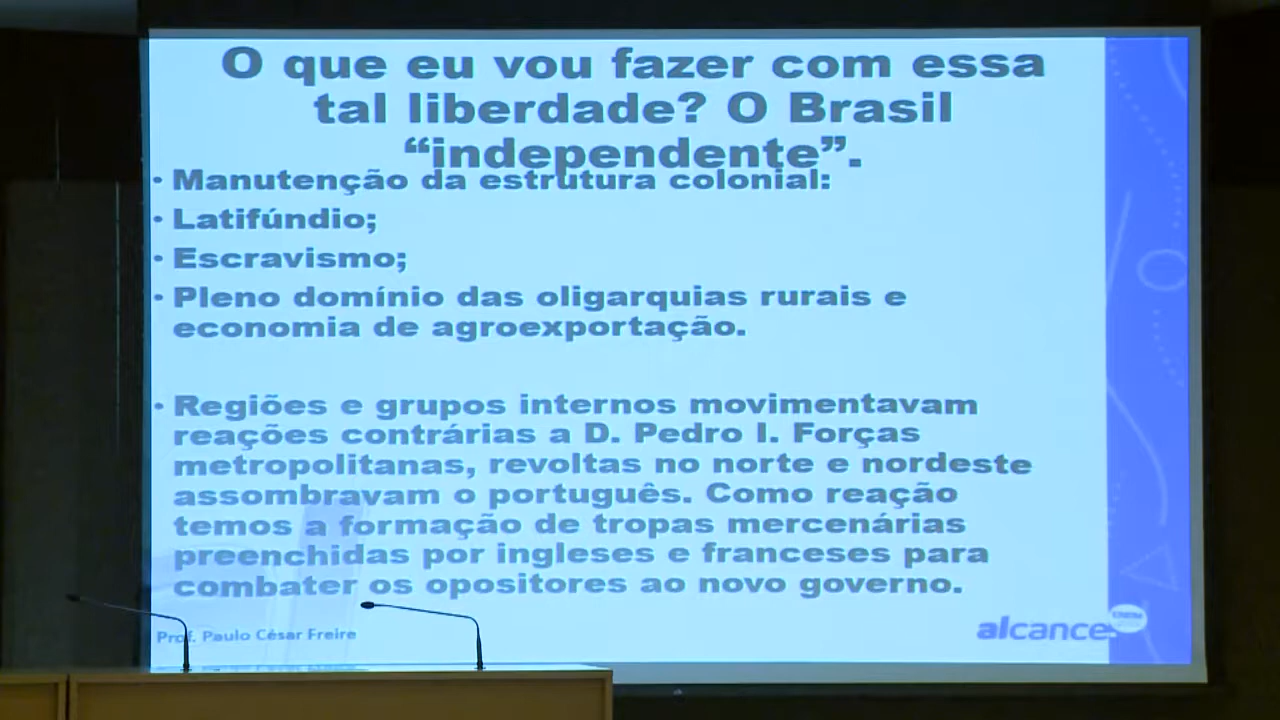 O que eu vou fazer com essa
tal liberdade? O Brasil
“independente”.
• Manutenção da estrutura colonial:
• Latifúndio;
• Escravismo;
• Pleno domínio das oligarquias rurais e
economia de agroexportação.
• Regiões e grupos internos movimentavam
reações contrárias a D. Pedro I. Forças
metropolitanas, revoltas no norte e nordeste
assombravam o português. Como reação
temos a formação de tropas mercenárias
preenchidas por ingleses e franceses para
combater os opositores ao novo governo.
Prof. Paulo César Freire
alcance